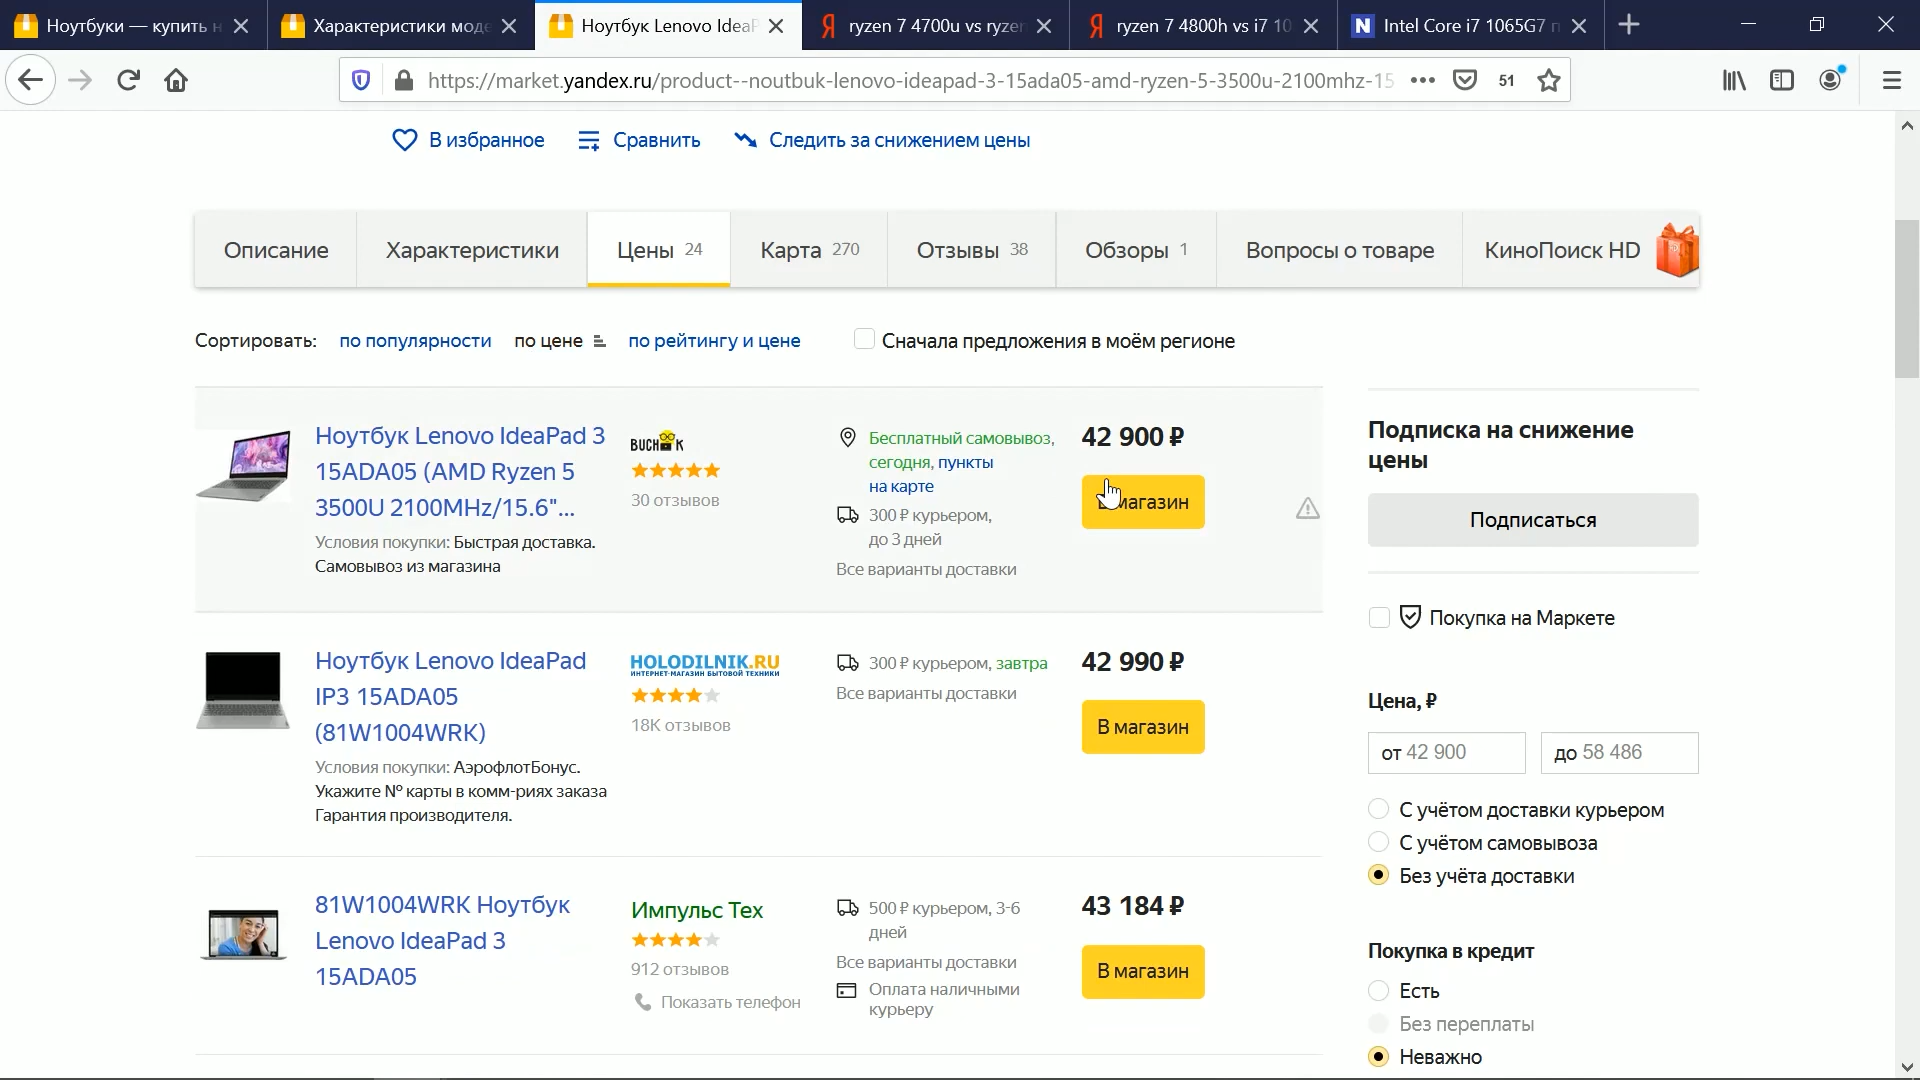 Ноутбуки — купить н
Характеристики моде
Ноутбук Lenovo IdeaP
ryzen 7 4700u vs ryzen
ryzen 7 4800h vs i7 10
Intel Core i7 1065G7 п
https://market.yandex.ru/product--noutbuk-lenovo-ideapad-3-15ada05-amd-ryzen-5-3500u-2100mhz-15
51
В избранное
Сравнить
Следить за снижением цены
Описание
Характеристики
Цены 24
Карта 270
Отзывы 38
Обзоры 1
Вопросы о товаре
КиноПоиск HD
Сортировать: по популярности по цене по рейтингу и цене
Сначала предложения в моём регионе
Ноутбук Lenovo IdeaPad 3
15ADA05 (AMD Ryzen 5
3500U 2100MHz/15.6"...
Условия покупки: Быстрая доставка.
Самовывоз из магазина
30 отзывов
Бесплатный самовывоз,
сегодня, пункты
на карте
300 ₽ курьером,
до 3 дней
Все варианты доставки
42 900 ₽
магазин
Ноутбук Lenovo IdeaPad
IP3 15ADA05
(81W1004WRK)
Условия покупки: АэрофлотБонус.
Укажите № карты в комм-риях заказа
Гарантия производителя.
HOLODILNIK.RU
ИНТЕРНЕТ-МАГАЗИН БЫТОВОЙ ТЕХНИКИ
18K отзывов
300 ₽ курьером, завтра
Все варианты доставки
42 990 ₽
В магазин
81W1004WRK Ноутбук
Lenovo IdeaPad 3
15ADA05
Импульс Тех
912 отзывов
Показать телефон
500 ₽ курьером, 3-6
дней
Все варианты доставки
Оплата наличными
курьеру
43 184 ₽
В магазин
Подписка на снижение
цены
Подписаться
Покупка на Маркете
Цена, ₽
от 42 900
до 58 486
С учётом доставки курьером
С учётом самовывоза
Без учёта доставки
Покупка в кредит
Есть
Без переплаты
Неважно